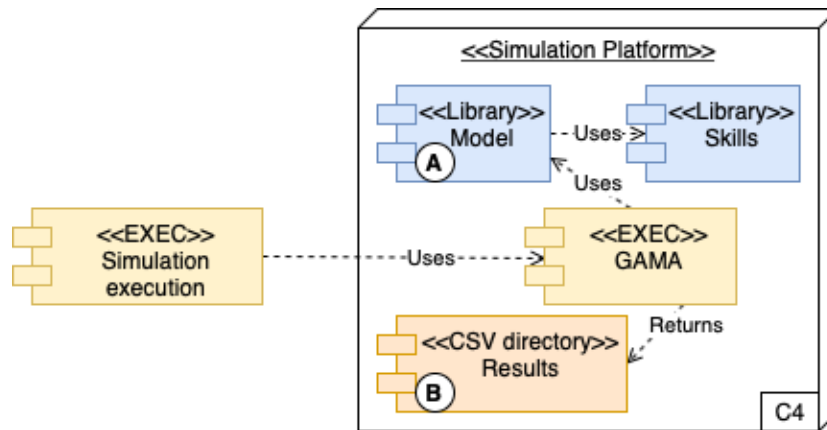 <<Simulation Platform>>
<<Library>>
Model
A
Uses
<<Library>>
Skills
Uses
<<EXEC>>
Simulation
execution
Uses
<<EXEC>>
GAMA
Returns
<<CSV directory>>
Results
B
C4